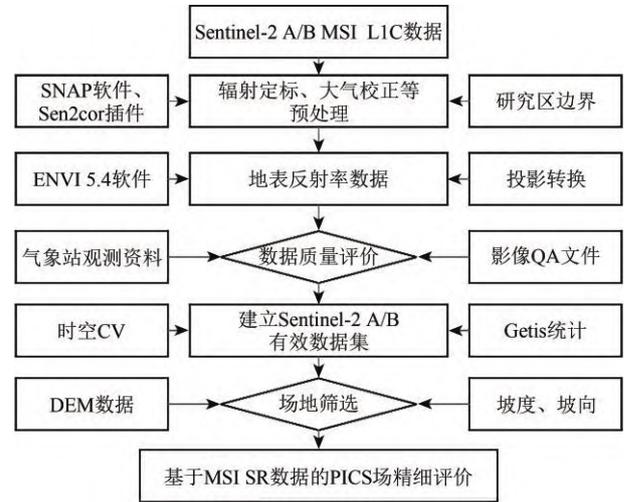 Sentinel-2 A/B MSI L1C数据
SNAP软件、
Sen2cor插件
辐射定标、大气校正等
预处理
研究区边界
ENVI 5.4软件
地表反射率数据
投影转换
气象站观测资料
数据质量评价
影像QA文件
时空CV
建立Sentinel-2 A/B
有效数据集
Getis统计
DEM数据
场地筛选
坡度、坡向
基于MSI SR数据的PICS场精细评价